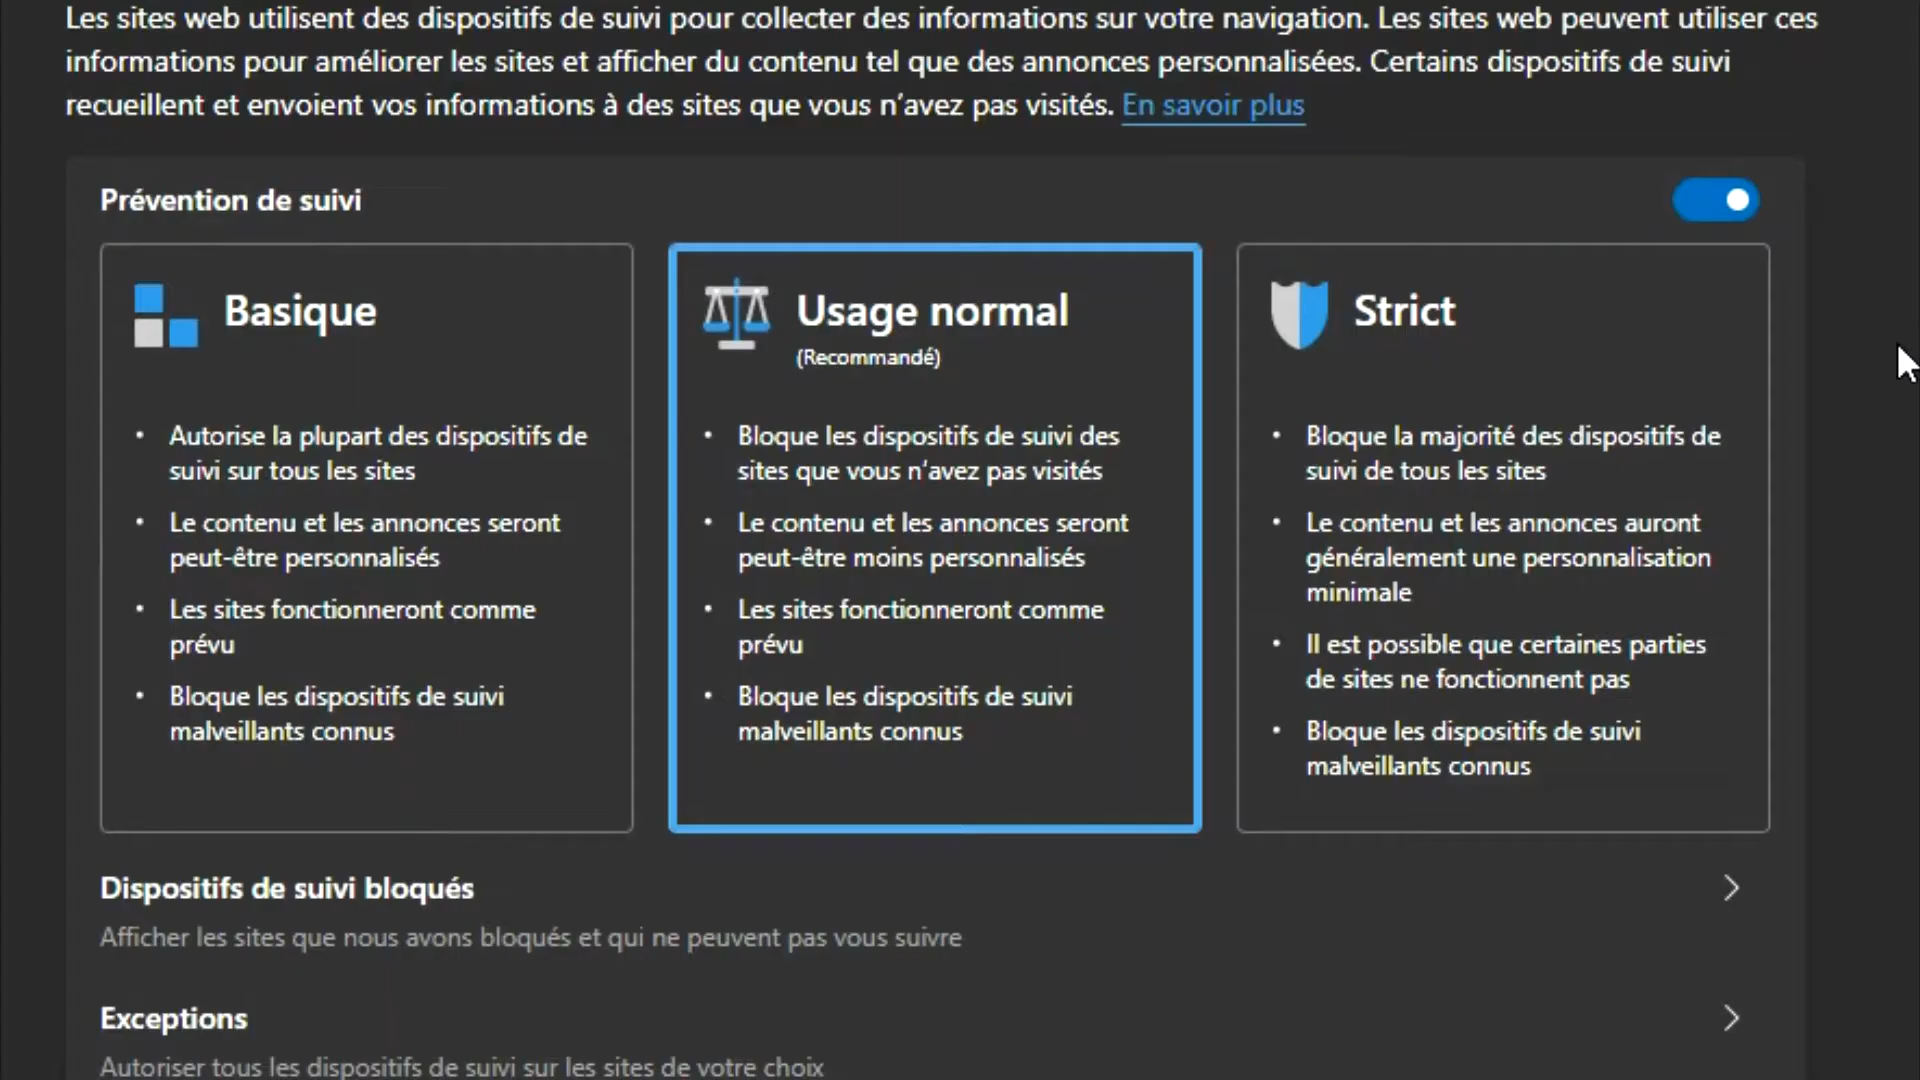 Les sites web utilisent des dispositifs de suivi pour collecter des informations sur votre navigation. Les sites web peuvent utiliser ces
informations pour améliorer les sites et afficher du contenu tel que des annonces personnalisées. Certains dispositifs de suivi
recueillent et envoient vos informations à des sites que vous n’avez pas visités. En savoir plus
Prévention de suivi
Basique
• Autorise la plupart des dispositifs de
suivi sur tous les sites
• Le contenu et les annonces seront
peut-être personnalisés
• Les sites fonctionneront comme
prévu
• Bloque les dispositifs de suivi
malveillants connus
Usage normal
(Recommandé)
• Bloque les dispositifs de suivi des
sites que vous n’avez pas visités
• Le contenu et les annonces seront
peut-être moins personnalisés
• Les sites fonctionneront comme
prévu
• Bloque les dispositifs de suivi
malveillants connus
Strict
• Bloque la majorité des dispositifs de
suivi de tous les sites
• Le contenu et les annonces auront
généralement une personnalisation
minimale
• Il est possible que certaines parties
de sites ne fonctionnent pas
• Bloque les dispositifs de suivi
malveillants connus
Dispositifs de suivi bloqués
Afficher les sites que nous avons bloqués et qui ne peuvent pas vous suivre
Exceptions
Autoriser tous les dispositifs de suivi sur les sites de votre choix